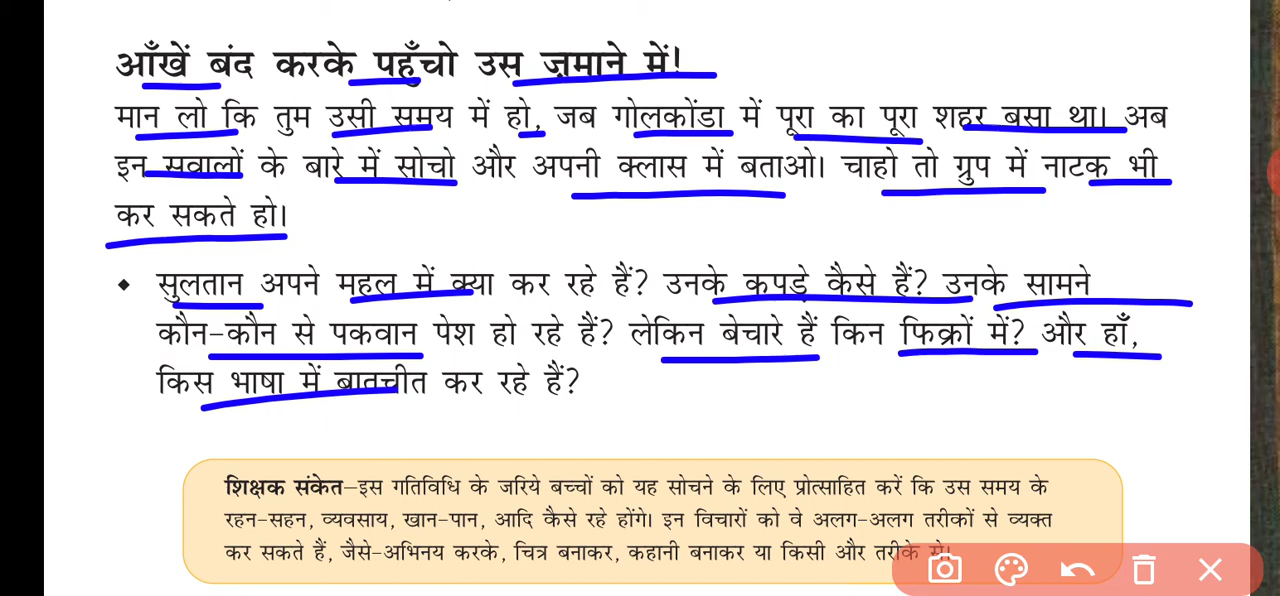 आँखें बंद करके पहुँचो उस ज़माने में!
मान लो कि तुम उसी समय में हो, जब गोलकोंडा में पूरा का पूरा शहर बसा था। अब
इन सवालों के बारे में सोचो और अपनी क्लास में बताओ। चाहो तो ग्रुप में नाटक भी
कर सकते हो।
◆ सुलतान अपने महल में क्या कर रहे हैं? उनके कपड़े कैसे हैं? उनके सामने
कौन-कौन से पकवान पेश हो रहे हैं? लेकिन बेचारे हैं किन फिक्रों में? और हाँ,
किस भाषा में बातचीत कर रहे हैं?
शिक्षक संकेत–इस गतिविधि के जरिये बच्चों को यह सोचने के लिए प्रोत्साहित करें कि उस समय के
रहन-सहन, व्यवसाय, खान-पान, आदि कैसे रहे होंगे। इन विचारों को वे अलग-अलग तरीकों से व्यक्त
कर सकते हैं, जैसे-अभिनय करके, चित्र बनाकर, कहानी बनाकर या किसी और तरीके से।